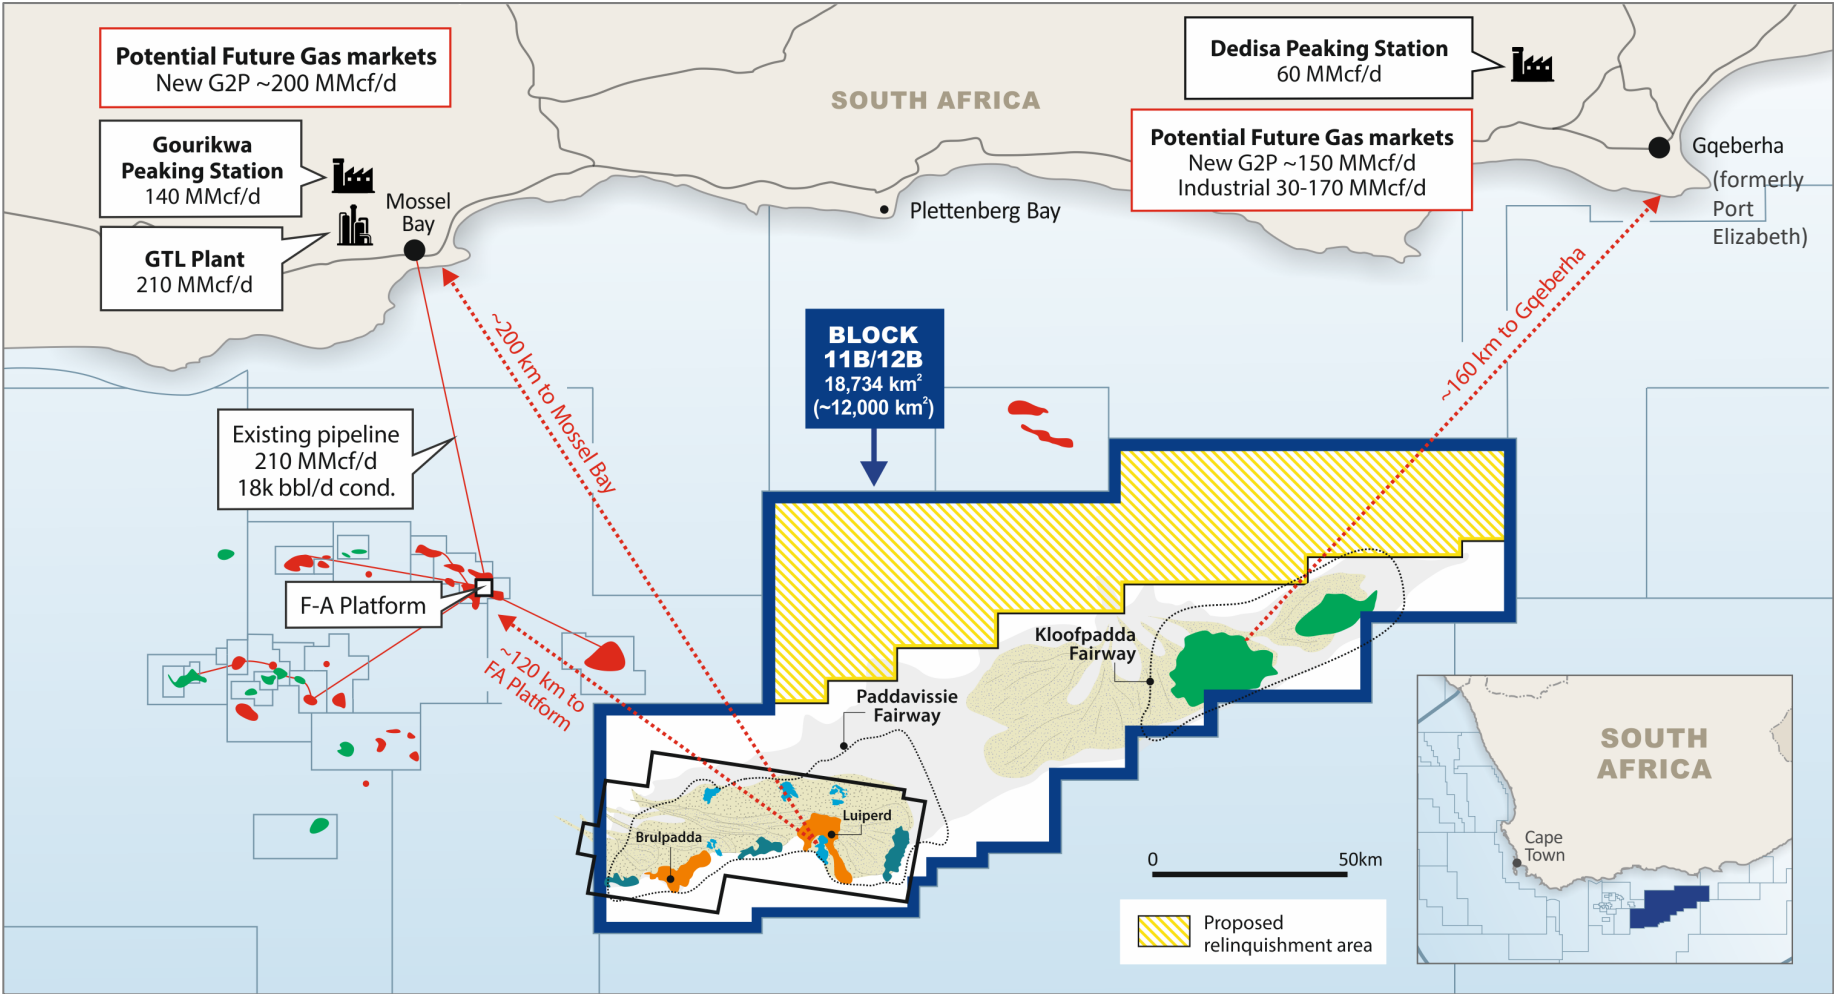 Potential Future Gas markets
New G2P ~200 MMcf/d
Gourikwa
Peaking Station
140 MMcf/d
GTL Plant
210 MMcf/d
Mossel
Bay
SOUTH AFRICA
Plettenberg Bay
Dedisa Peaking Station
60 MMcf/d
Potential Future Gas markets
New G2P ~150 MMcf/d
Industrial 30-170 MMcf/d
Gqeberha
(formerly
Port
Elizabeth)
~200 km to Mossel Bay
~160 km to Gqeberha
BLOCK
11B/12B
18,734 km²
(~12,000 km²)
Existing pipeline
210 MMcf/d
18k bbl/d cond.
F-A Platform
~120 km to
FA Platform
Kloofpadda
Fairway
Paddavissie
Fairway
Brulpadda
Luiperd
0 50km
Proposed
relinquishment area
SOUTH
AFRICA
Cape
Town